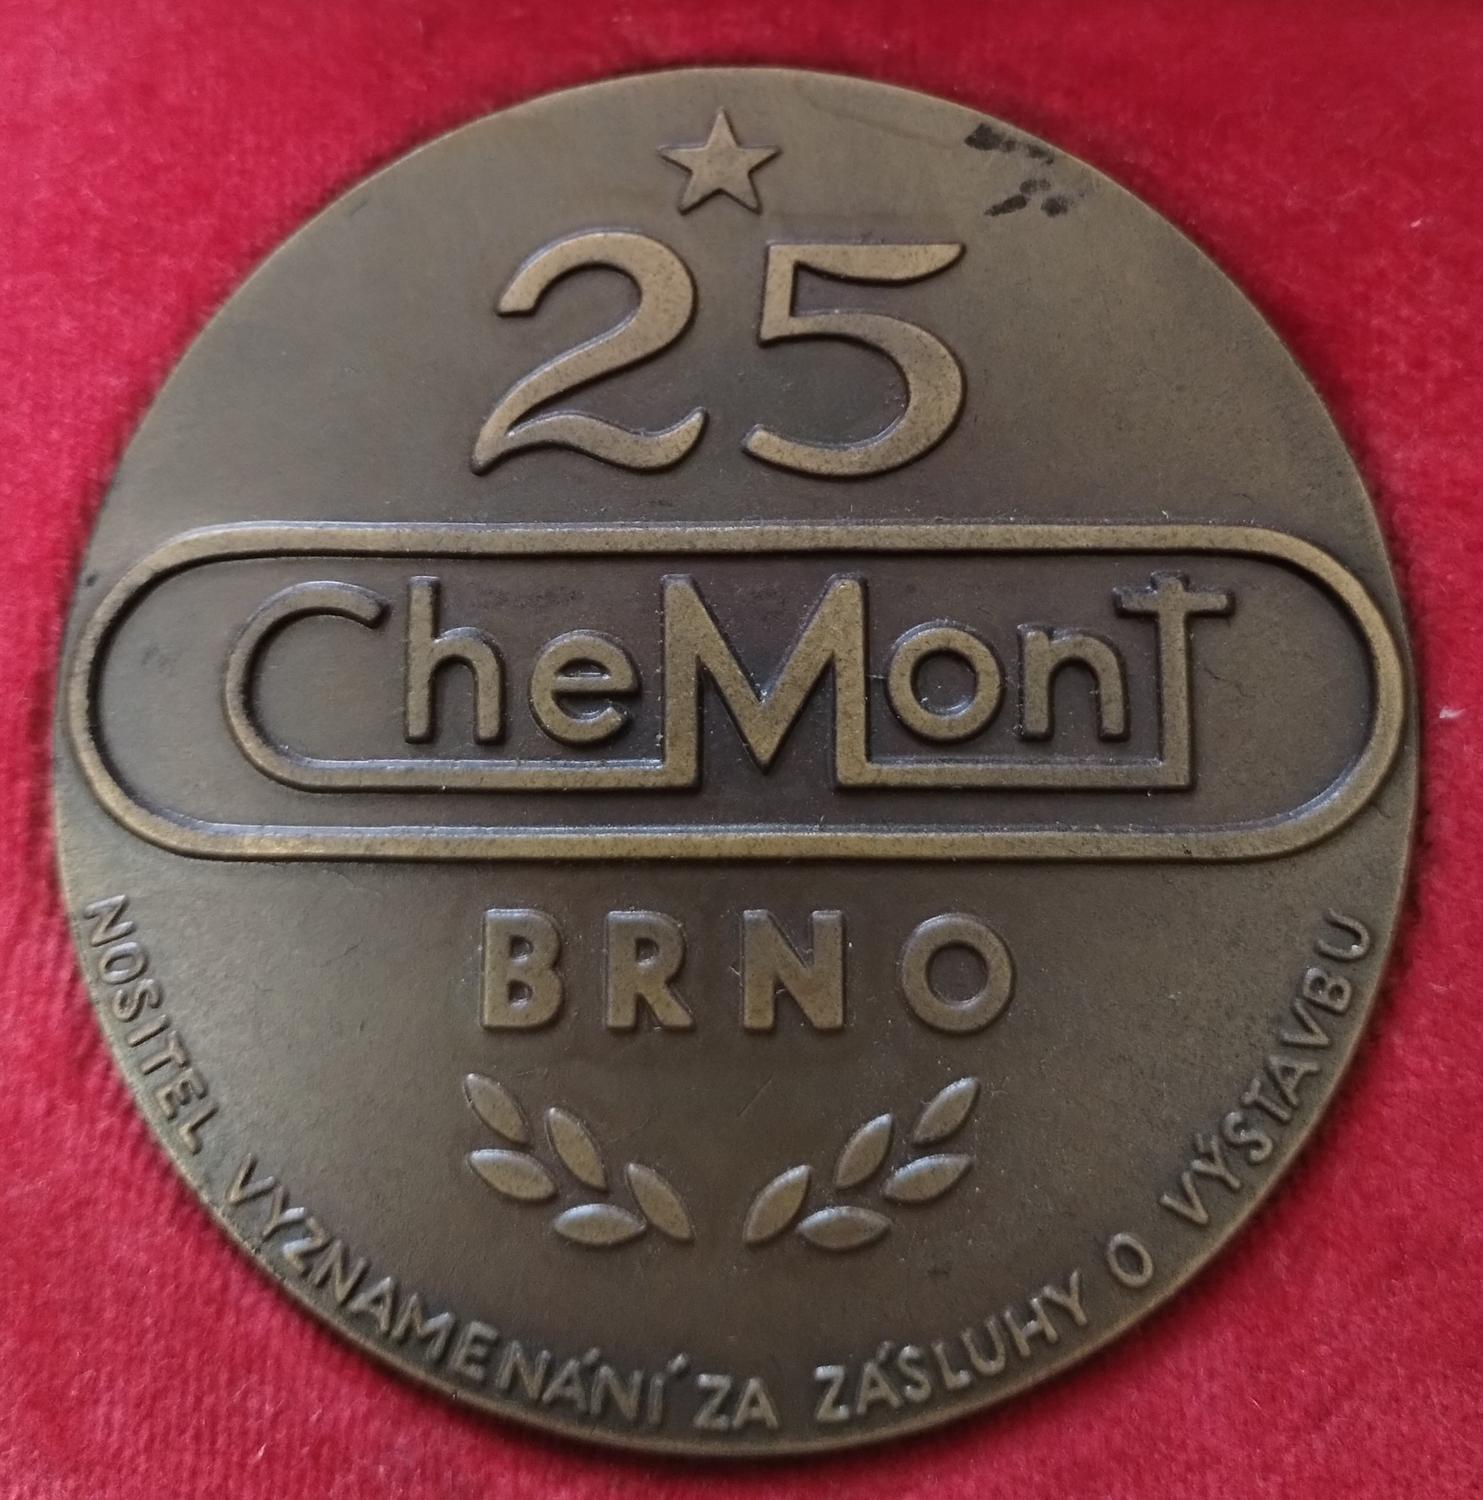 25
CheMont
BRNO
NOSITEL VYZNAMENÁNÍ ZA ZÁSLUHY O VÝSTAVBU